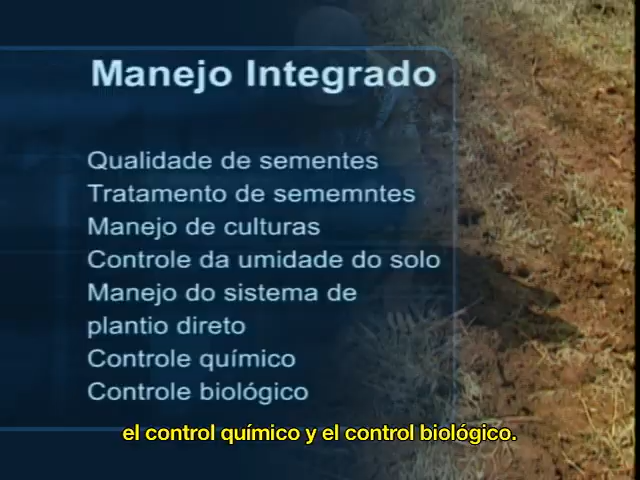 Manejo Integrado
Qualidade de sementes
Tratamento de sememntes
Manejo de culturas
Controle da umidade do solo
Manejo do sistema de
plantio direto
Controle químico
Controle biológico
el control químico y el control biológico.